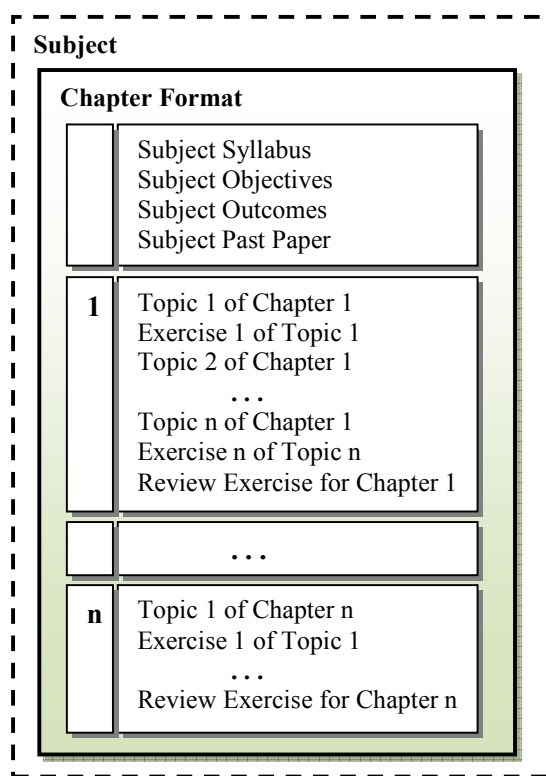 Subject
Chapter Format
Subject Syllabus
Subject Objectives
Subject Outcomes
Subject Past Paper
1
Topic 1 of Chapter 1
Exercise 1 of Topic 1
Topic 2 of Chapter 1
...
Topic n of Chapter 1
Exercise n of Topic n
Review Exercise for Chapter 1
...
n
Topic 1 of Chapter n
Exercise 1 of Topic 1
...
Review Exercise for Chapter n